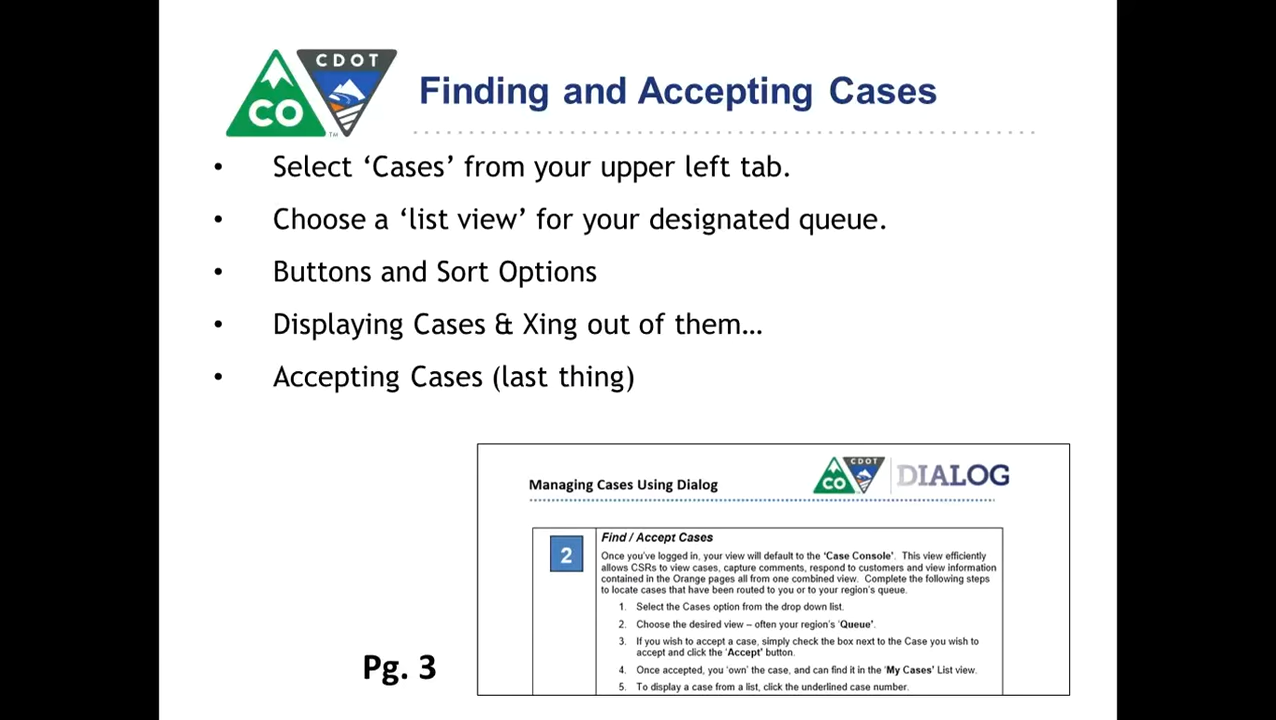 CDOT
CO
TM
Finding and Accepting Cases
• Select ‘Cases’ from your upper left tab.
• Choose a ‘list view’ for your designated queue.
• Buttons and Sort Options
• Displaying Cases & Xing out of them…
• Accepting Cases (last thing)
Managing Cases Using Dialog
CDOT
CO
DIALOG
2
Find / Accept Cases
Once you've logged in, your view will default to the 'Case Console'. This view efficiently
allows CSRs to view cases, capture comments, respond to customers and view information
contained in the Orange pages all from one combined view. Complete the following steps
to locate cases that have been routed to you or to your region's queue.
1. Select the Cases option from the drop down list.
2. Choose the desired view – often your region's 'Queue'.
3. If you wish to accept a case, simply check the box next to the Case you wish to
accept and click the 'Accept' button.
4. Once accepted, you 'own' the case, and can find it in the 'My Cases' List view.
5. To display a case from a list, click the underlined case number.
Pg. 3